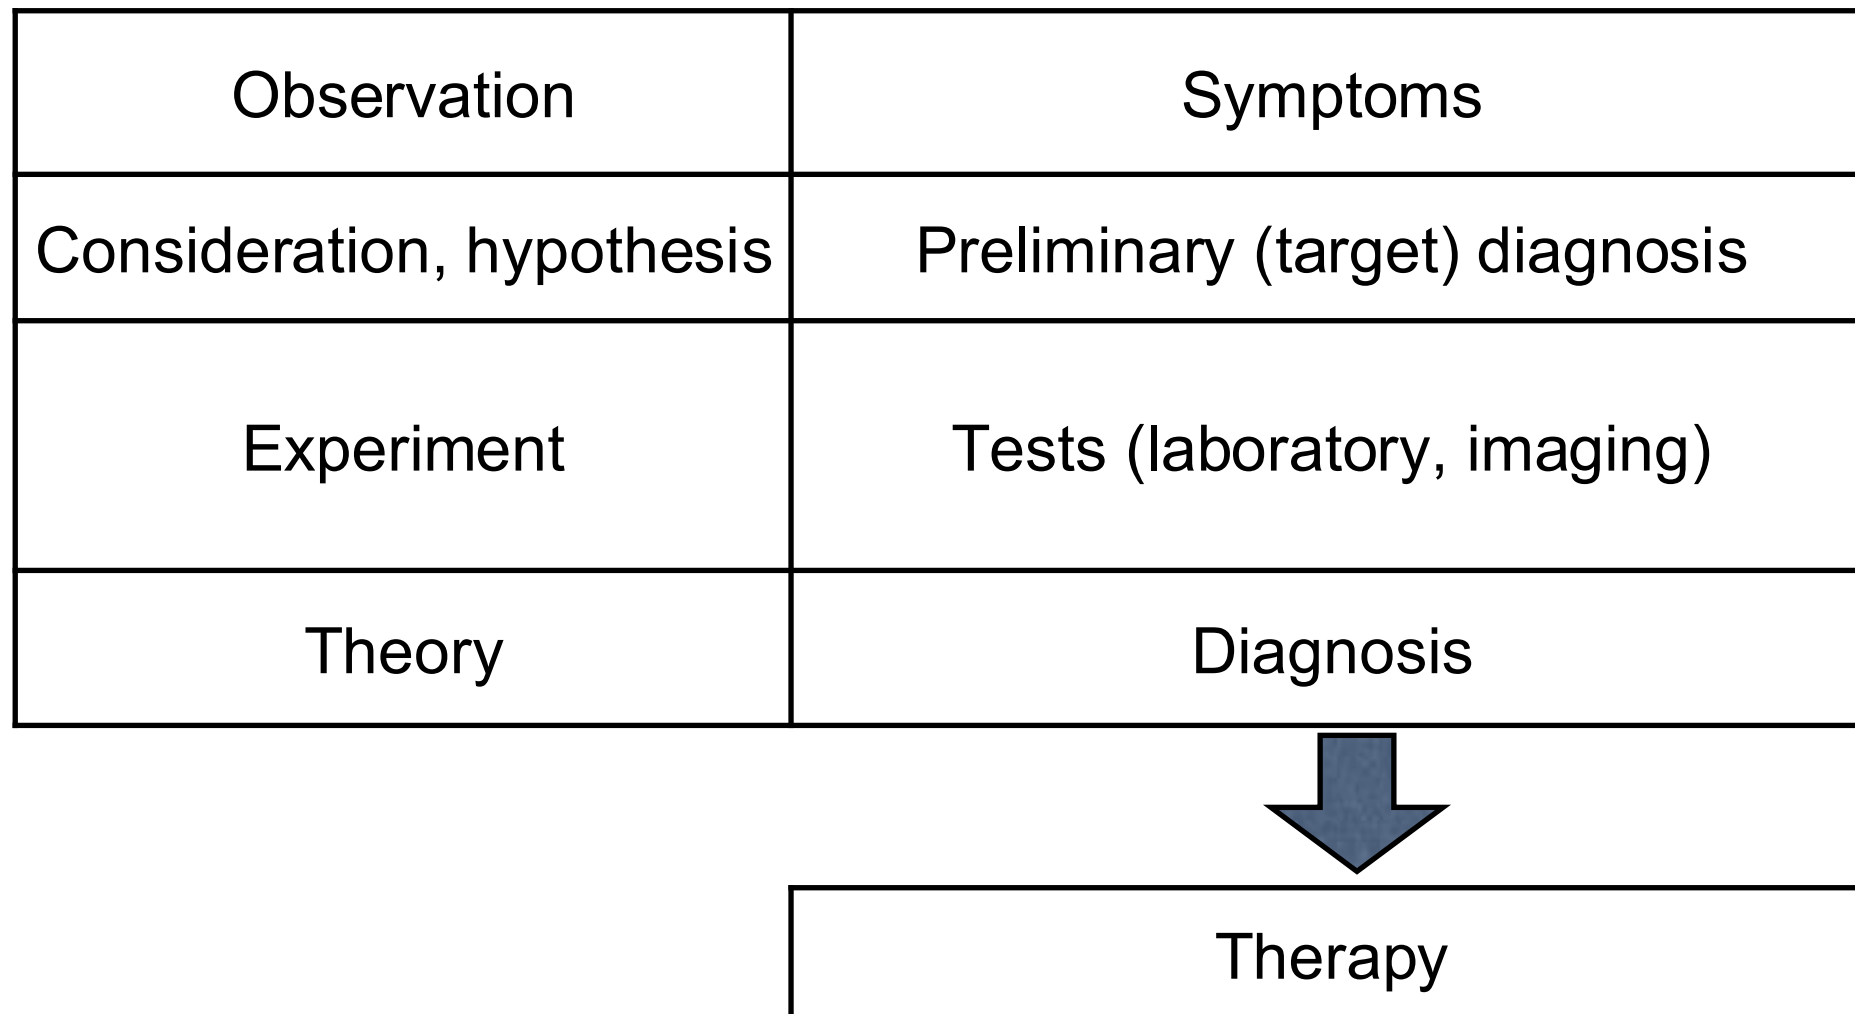 Observation
Symptoms
Consideration, hypothesis
Preliminary (target) diagnosis
Experiment
Tests (laboratory, imaging)
Theory
Diagnosis
Therapy